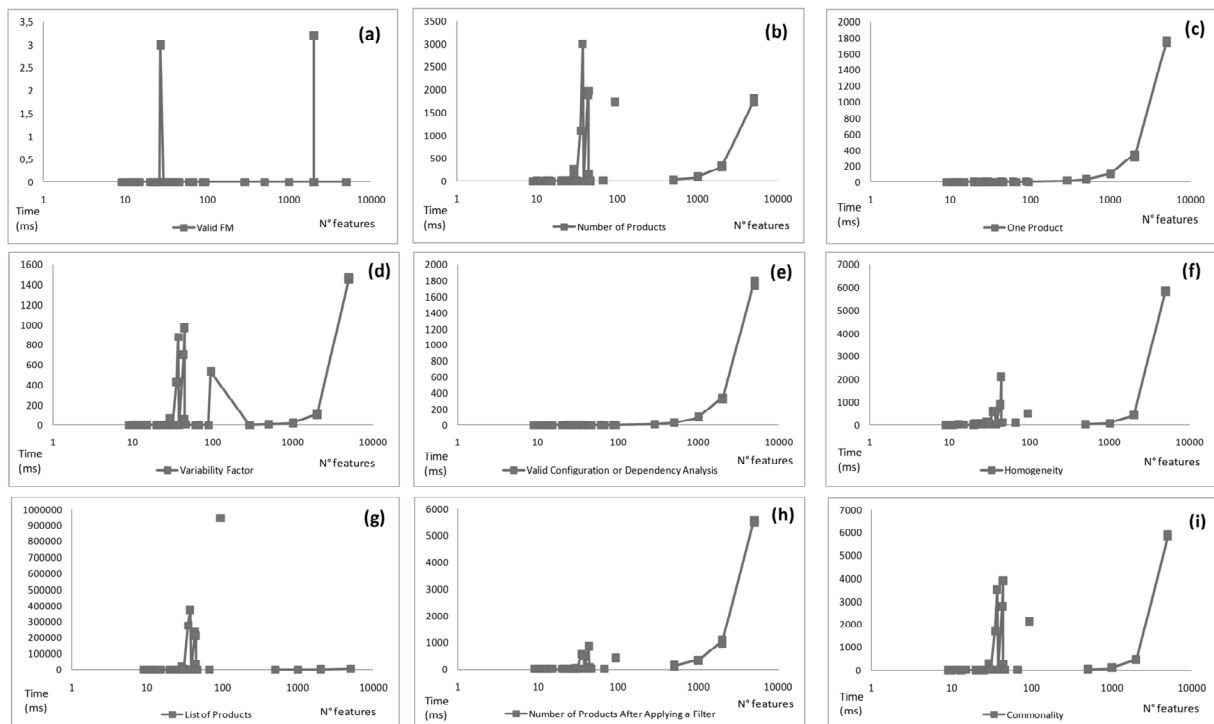 (a)
3,5
3
2,5
2
1,5
1
0,5
0
1 10 100 1000 10000
Time
(ms)
Valid FM
N° features
(b)
3500
3000
2500
2000
1500
1000
500
0
1 10 100 1000 10000
Time
(ms)
Number of Products
N° features
(c)
2000
1800
1600
1400
1200
1000
800
600
400
200
0
1 10 100 1000 10000
Time
(ms)
One Product
N° features
(d)
1600
1400
1200
1000
800
600
400
200
0
1 10 100 1000 10000
Time
(ms)
Variability Factor
N° features
(e)
2000
1800
1600
1400
1200
1000
800
600
400
200
0
1 10 100 1000 10000
Time
(ms)
Valid Configuration or Dependency Analysis
N° features
(f)
7000
6000
5000
4000
3000
2000
1000
0
1 10 100 1000 10000
Time
(ms)
Homogeneity
N° features
(g)
1000000
900000
800000
700000
600000
500000
400000
300000
200000
100000
0
1 10 100 1000 10000
Time
(ms)
List of Products
N° features
(h)
6000
5000
4000
3000
2000
1000
0
1 10 100 1000 10000
Time
(ms)
Number of Products After Applying a Filter
N° features
(i)
7000
6000
5000
4000
3000
2000
1000
0
1 10 100 1000 10000
Time
(ms)
Commonality
N° features